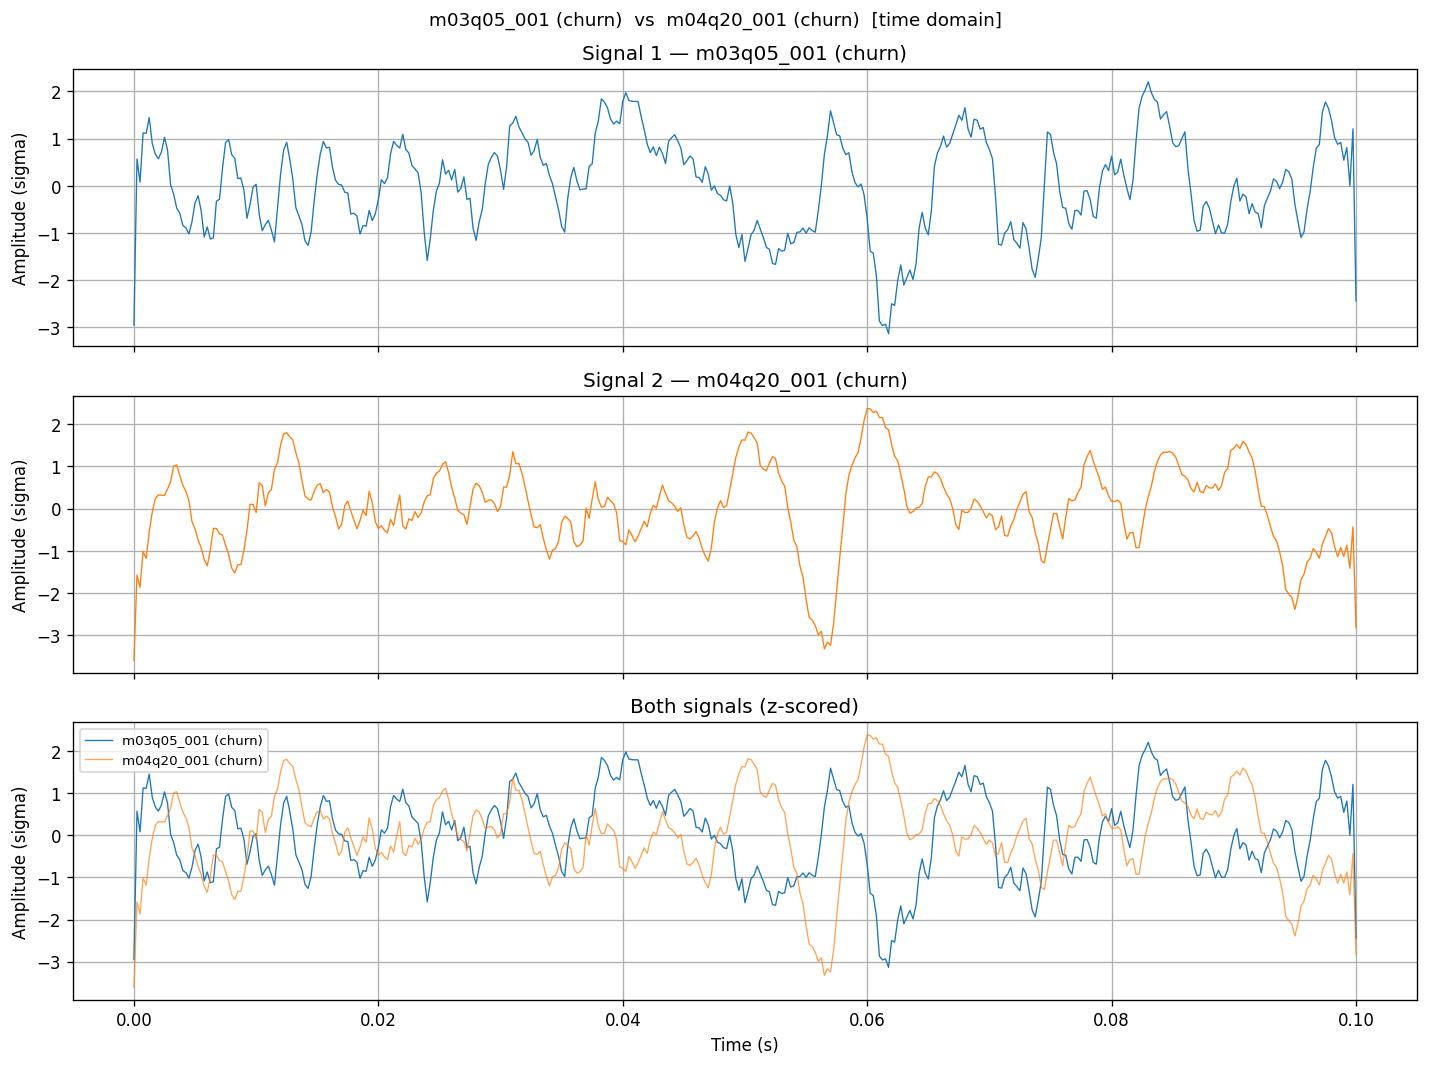 m03q05_001 (churn)  vs  m04q20_001 (churn)  [time domain]
Signal 1 — m03q05_001 (churn)
Amplitude (sigma)
2
1
0
−1
−2
−3
Signal 2 — m04q20_001 (churn)
Amplitude (sigma)
2
1
0
−1
−2
−3
Both signals (z-scored)
m03q05_001 (churn)
m04q20_001 (churn)
Amplitude (sigma)
2
1
0
−1
−2
−3
0.00 0.02 0.04 0.06 0.08 0.10
Time (s)